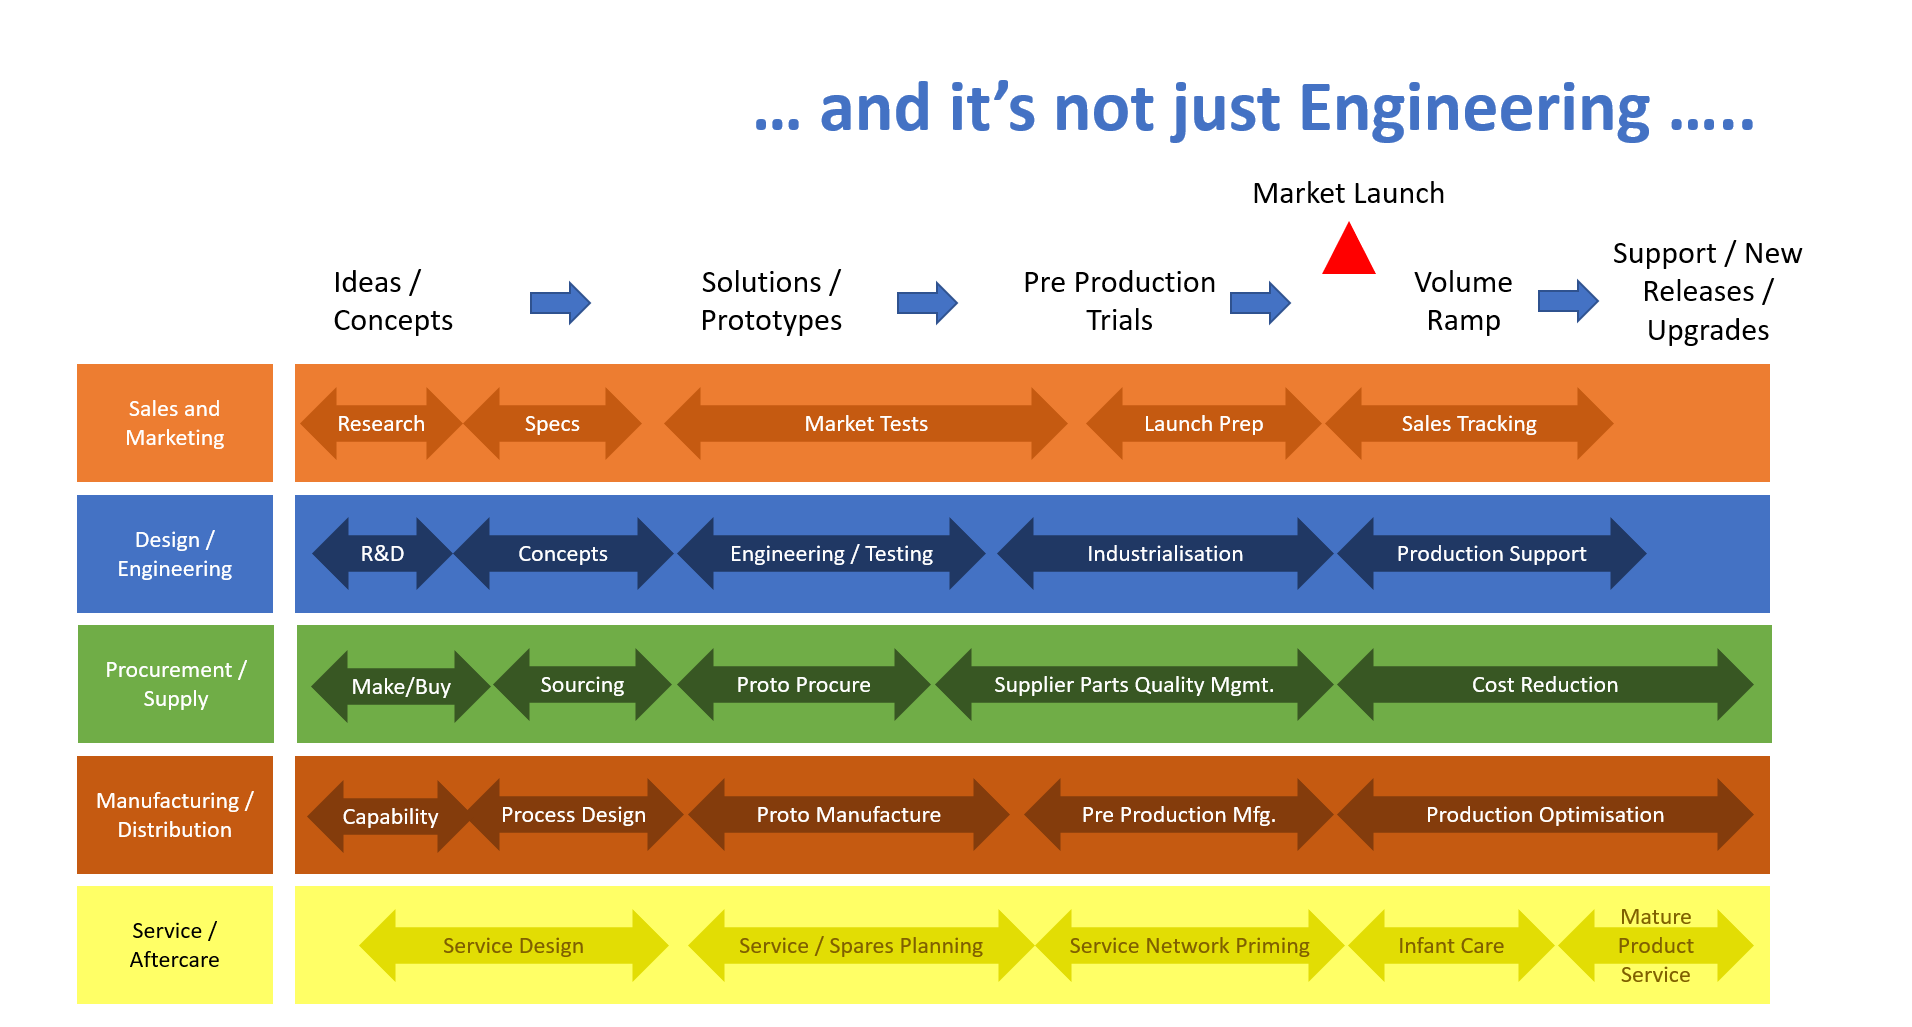 … and it’s not just Engineering …..
Market Launch
Ideas /
Concepts
Solutions /
Prototypes
Pre Production
Trials
Volume
Ramp
Support / New
Releases /
Upgrades
Sales and
Marketing
Research
Specs
Market Tests
Launch Prep
Sales Tracking
Design /
Engineering
R&D
Concepts
Engineering / Testing
Industrialisation
Production Support
Procurement /
Supply
Make/Buy
Sourcing
Proto Procure
Supplier Parts Quality Mgmt.
Cost Reduction
Manufacturing /
Distribution
Capability
Process Design
Proto Manufacture
Pre Production Mfg.
Production Optimisation
Service /
Aftercare
Service Design
Service / Spares Planning
Service Network Priming
Infant Care
Mature
Product
Service